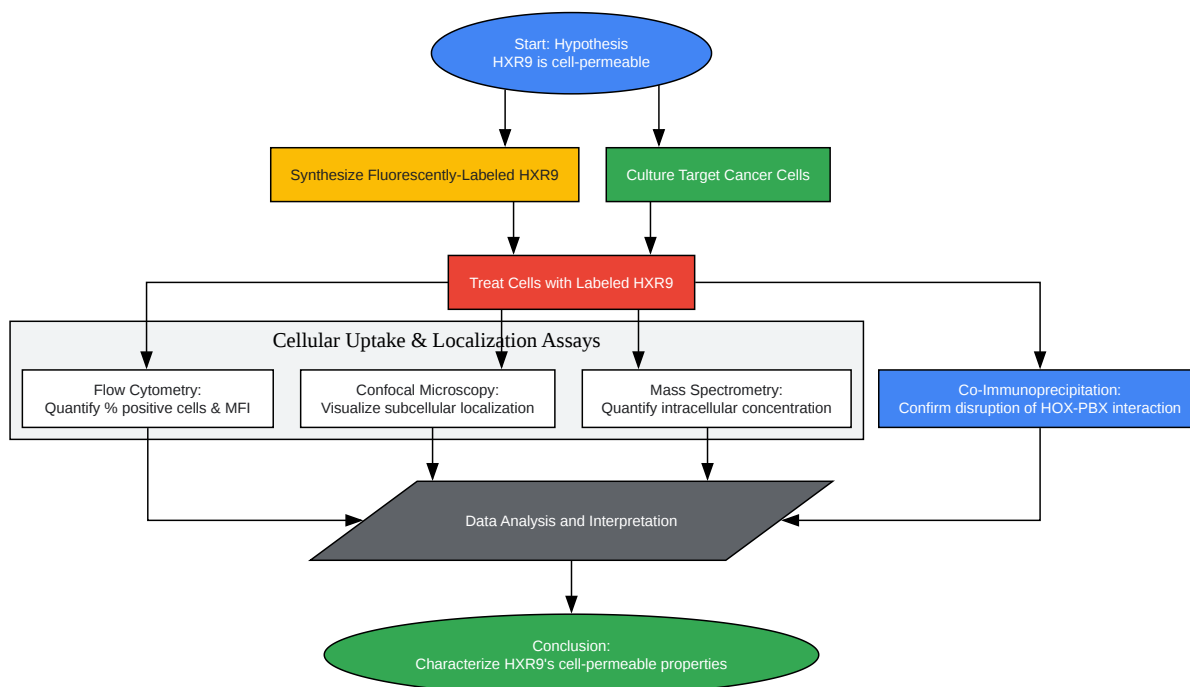 Start: Hypothesis
HXR9 is cell-permeable
Synthesize Fluorescently-Labeled HXR9
Culture Target Cancer Cells
Treat Cells with Labeled HXR9
Cellular Uptake & Localization Assays
Flow Cytometry:
Quantify % positive cells & MFI
Confocal Microscopy:
Visualize subcellular localization
Mass Spectrometry:
Quantify intracellular concentration
Co-Immunoprecipitation:
Confirm disruption of HOX-PBX interaction
Data Analysis and Interpretation
Conclusion:
Characterize HXR9's cell-permeable properties